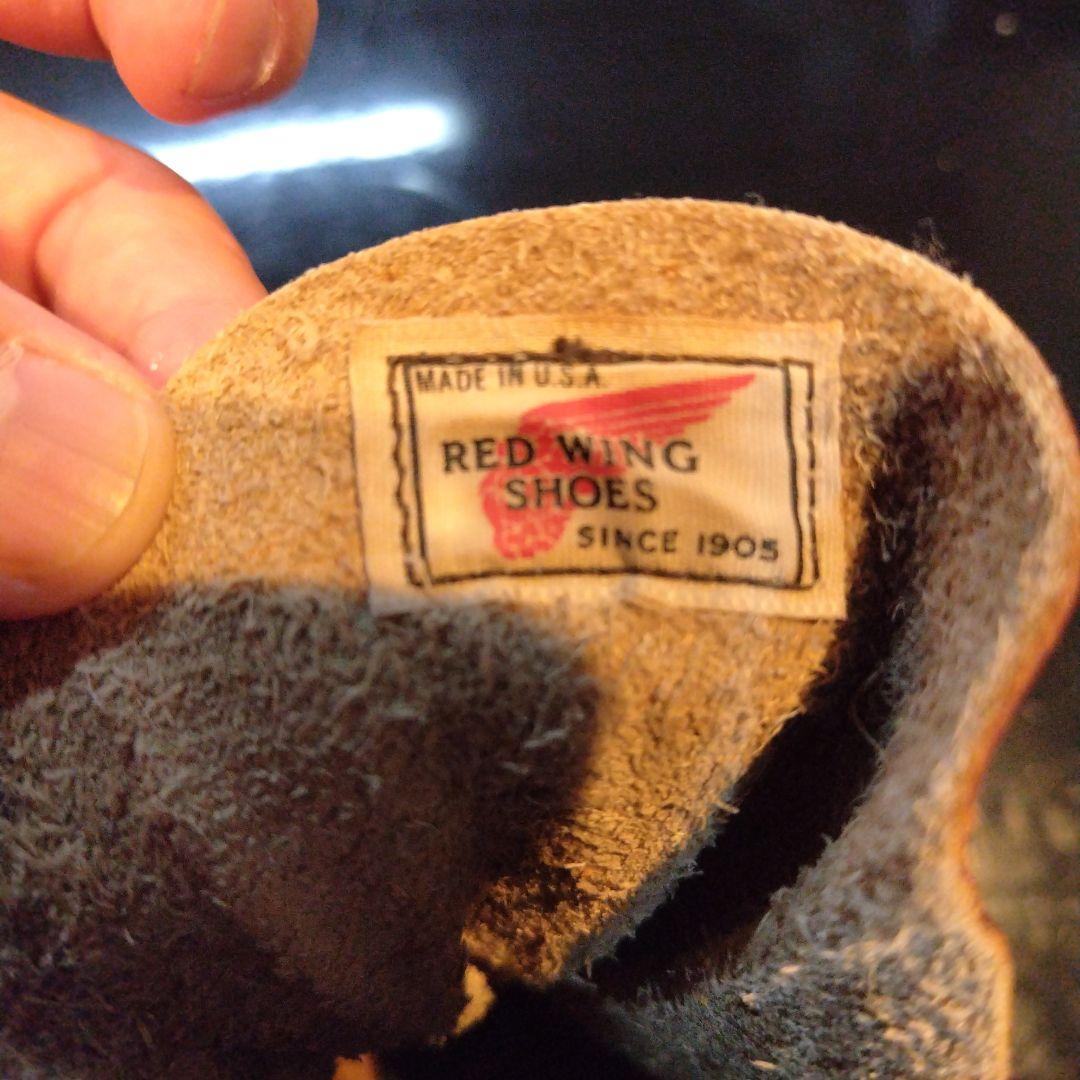 MADE IN U.S.A.
RED WING
SHOES
SINCE 1905